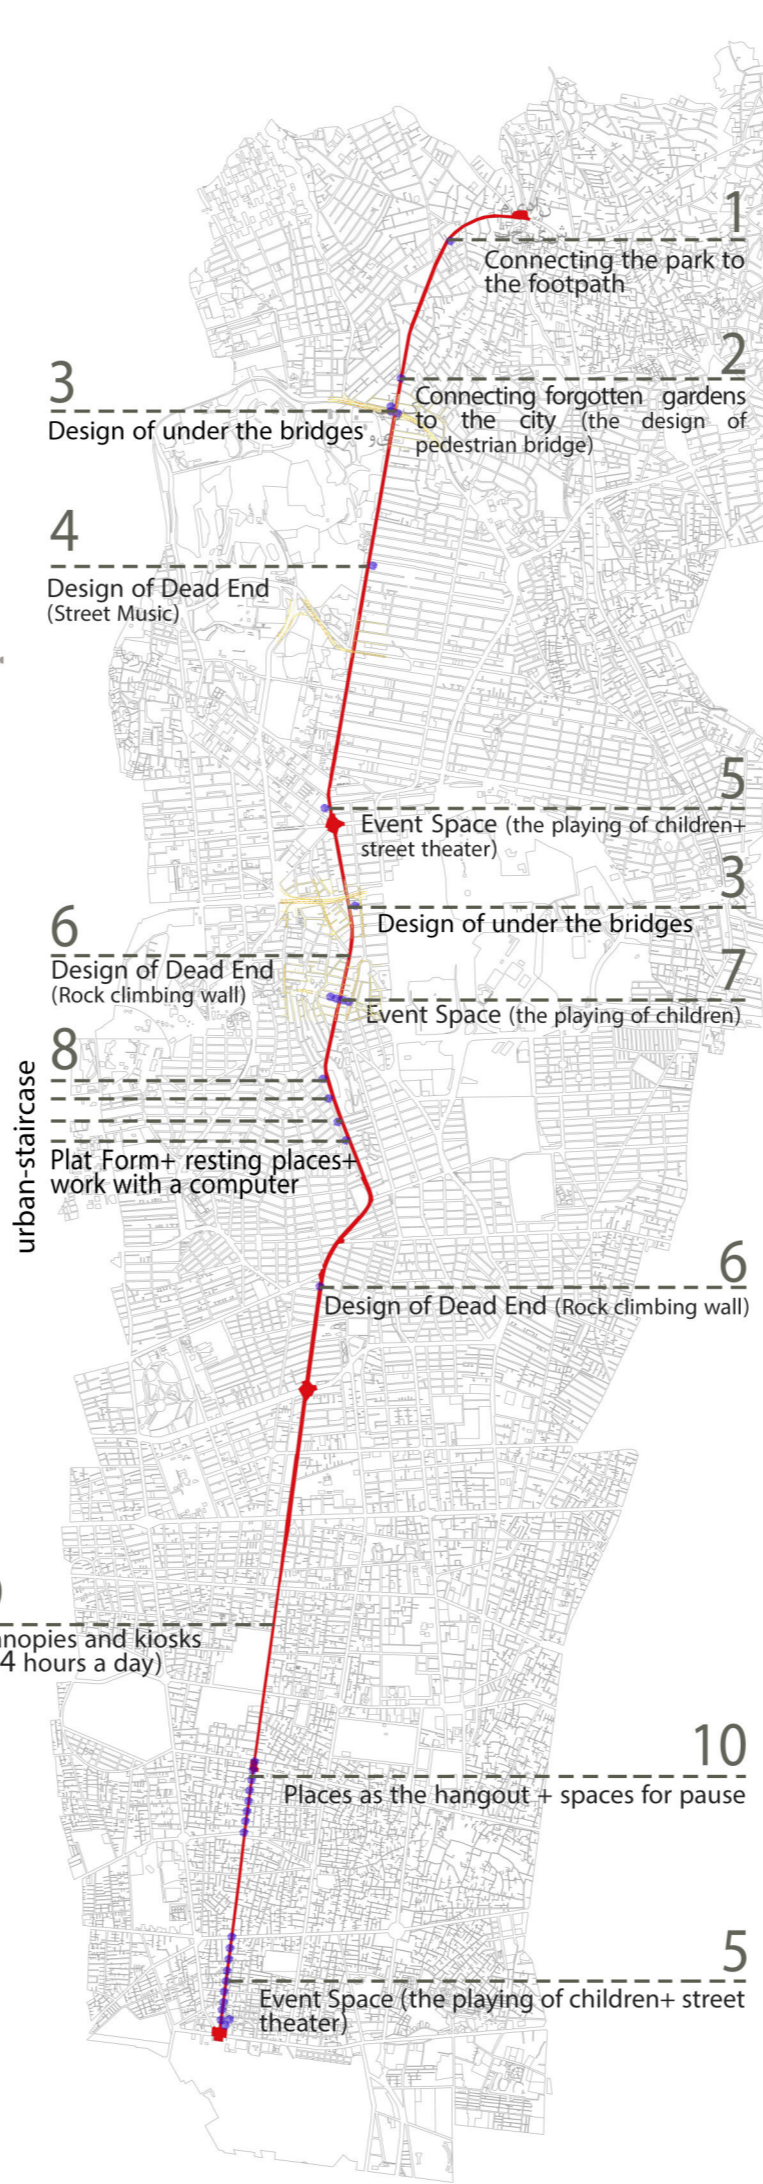 1
Connecting the park to
the footpath
2
Connecting forgotten gardens
to the city (the design of
pedestrian bridge)
3
Design of under the bridges
4
Design of Dead End
(Street Music)
5
Event Space (the playing of children+
street theater)
3
Design of under the bridges
6
Design of Dead End
(Rock climbing wall)
7
Event Space (the playing of children)
8
urban-staircase
Plat Form+ resting places+
work with a computer
6
Design of Dead End (Rock climbing wall)
nopies and kiosks
4 hours a day)
10
Places as the hangout + spaces for pause
5
Event Space (the playing of children+ street
theater)